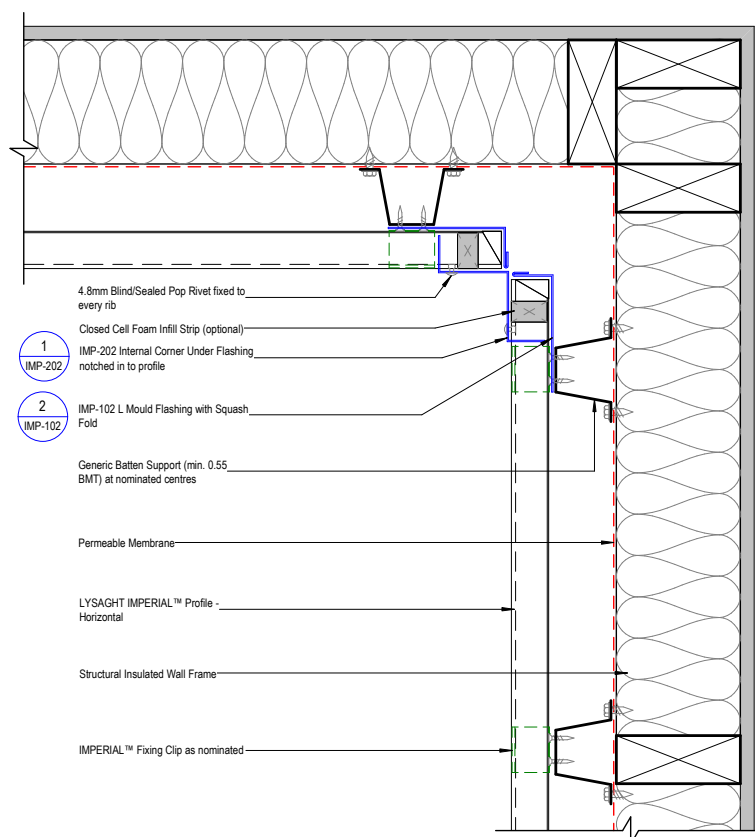 4.8mm Blind/Sealed Pop Rivet fixed to
every rib
Closed Cell Foam Infill Strip (optional)
1
IMP-202
IMP-202 Internal Corner Under Flashing
notched in to profile
2
IMP-102
IMP-102 L Mould Flashing with Squash
Fold
Generic Batten Support (min. 0.55
BMT) at nominated centres
Permeable Membrane
LYSAGHT IMPERIAL™ Profile -
Horizontal
Structural Insulated Wall Frame
IMPERIAL™ Fixing Clip as nominated